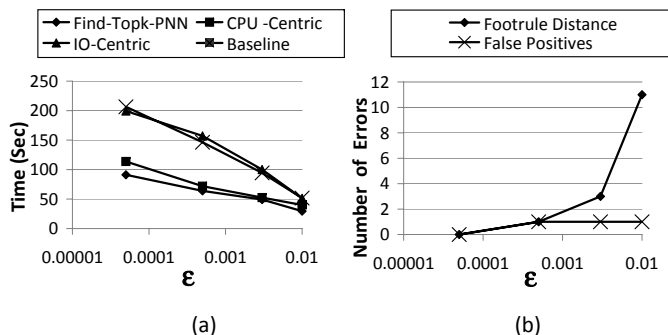 Find-Topk-PNN
CPU -Centric
IO-Centric
Baseline
Time (Sec)
250
200
150
100
50
0
0.00001
0.0001
0.001
0.01
ε
(a)
Footrule Distance
False Positives
Number of Errors
12
10
8
6
4
2
0
0.00001
0.0001
0.001
0.01
ε
(b)